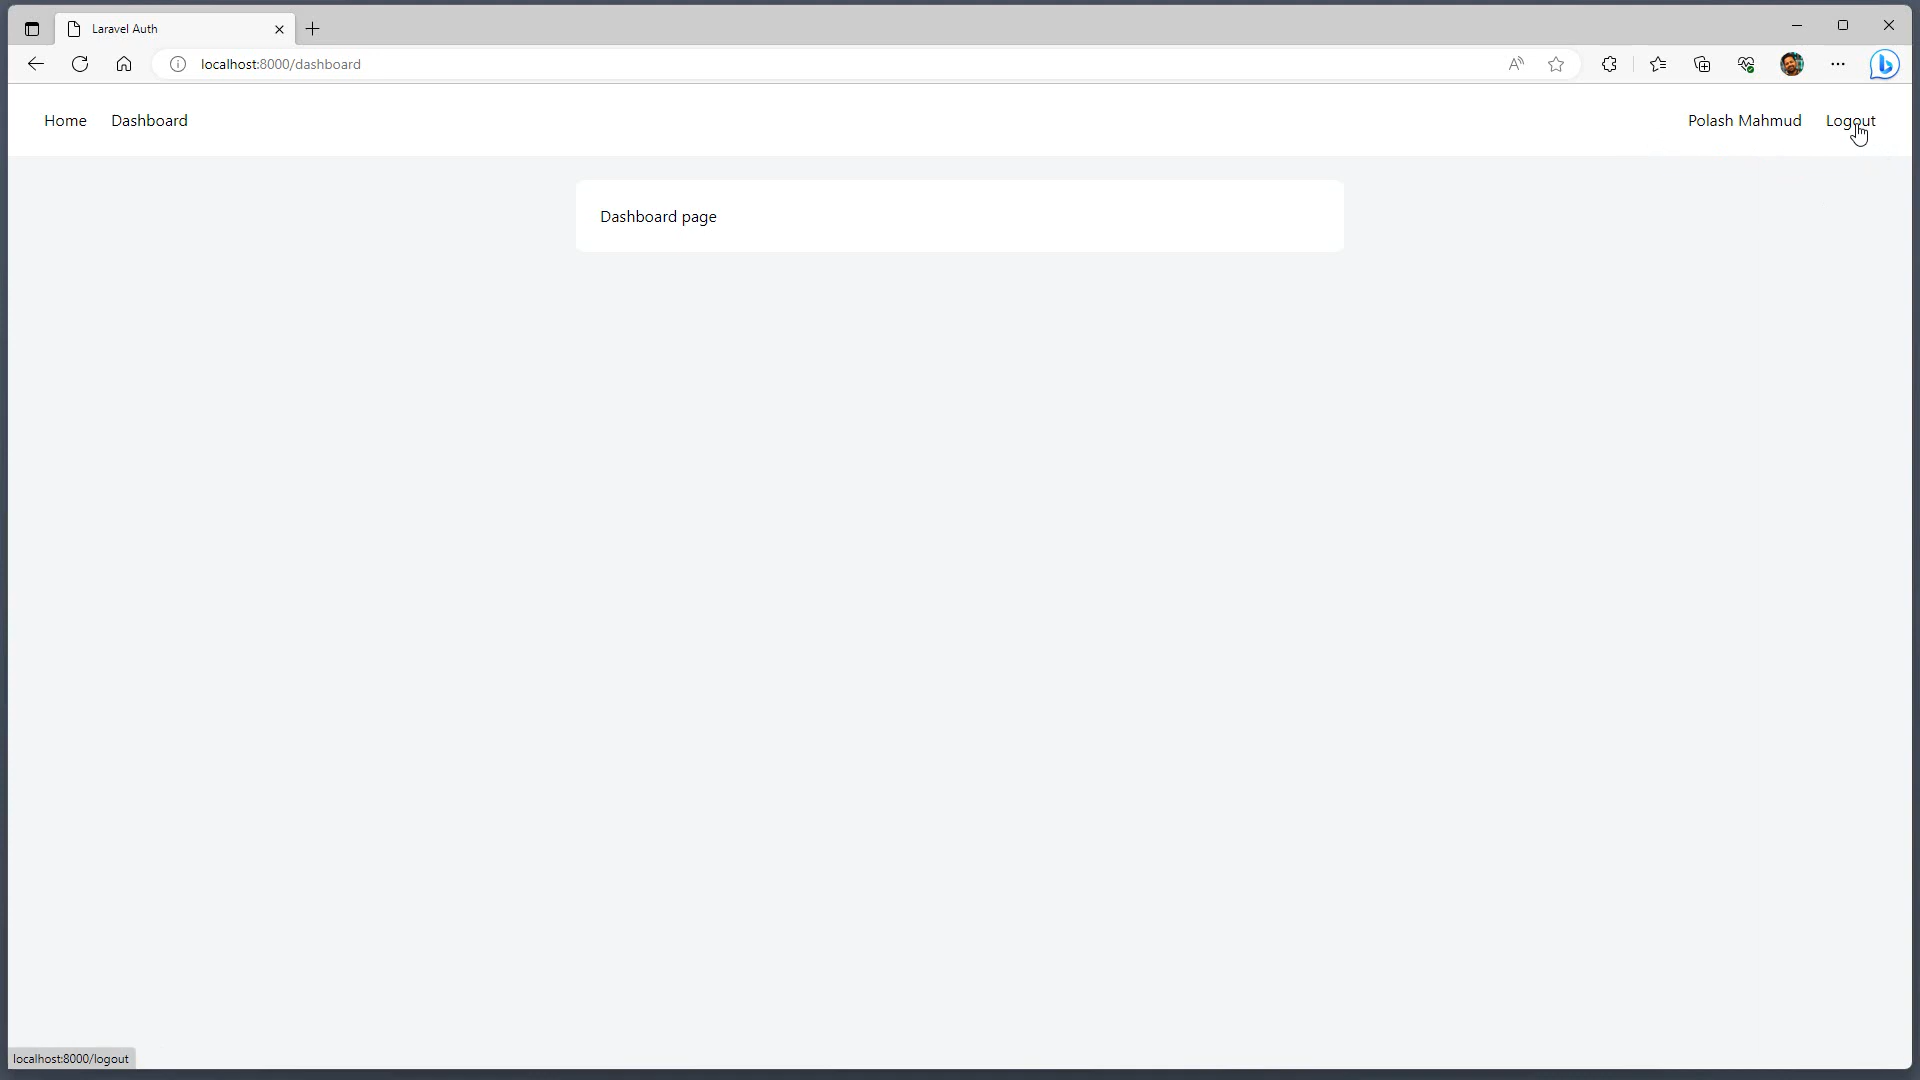 Laravel Auth
localhost:8000/dashboard
Home Dashboard Polash Mahmud Logout
Dashboard page
localhost:8000/logout